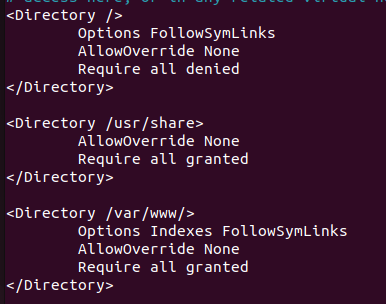 # access here, or in any related virtual h
<Directory />
        Options FollowSymLinks
        AllowOverride None
        Require all denied
</Directory>

<Directory /usr/share>
        AllowOverride None
        Require all granted
</Directory>

<Directory /var/www/>
        Options Indexes FollowSymLinks
        AllowOverride None
        Require all granted
</Directory>